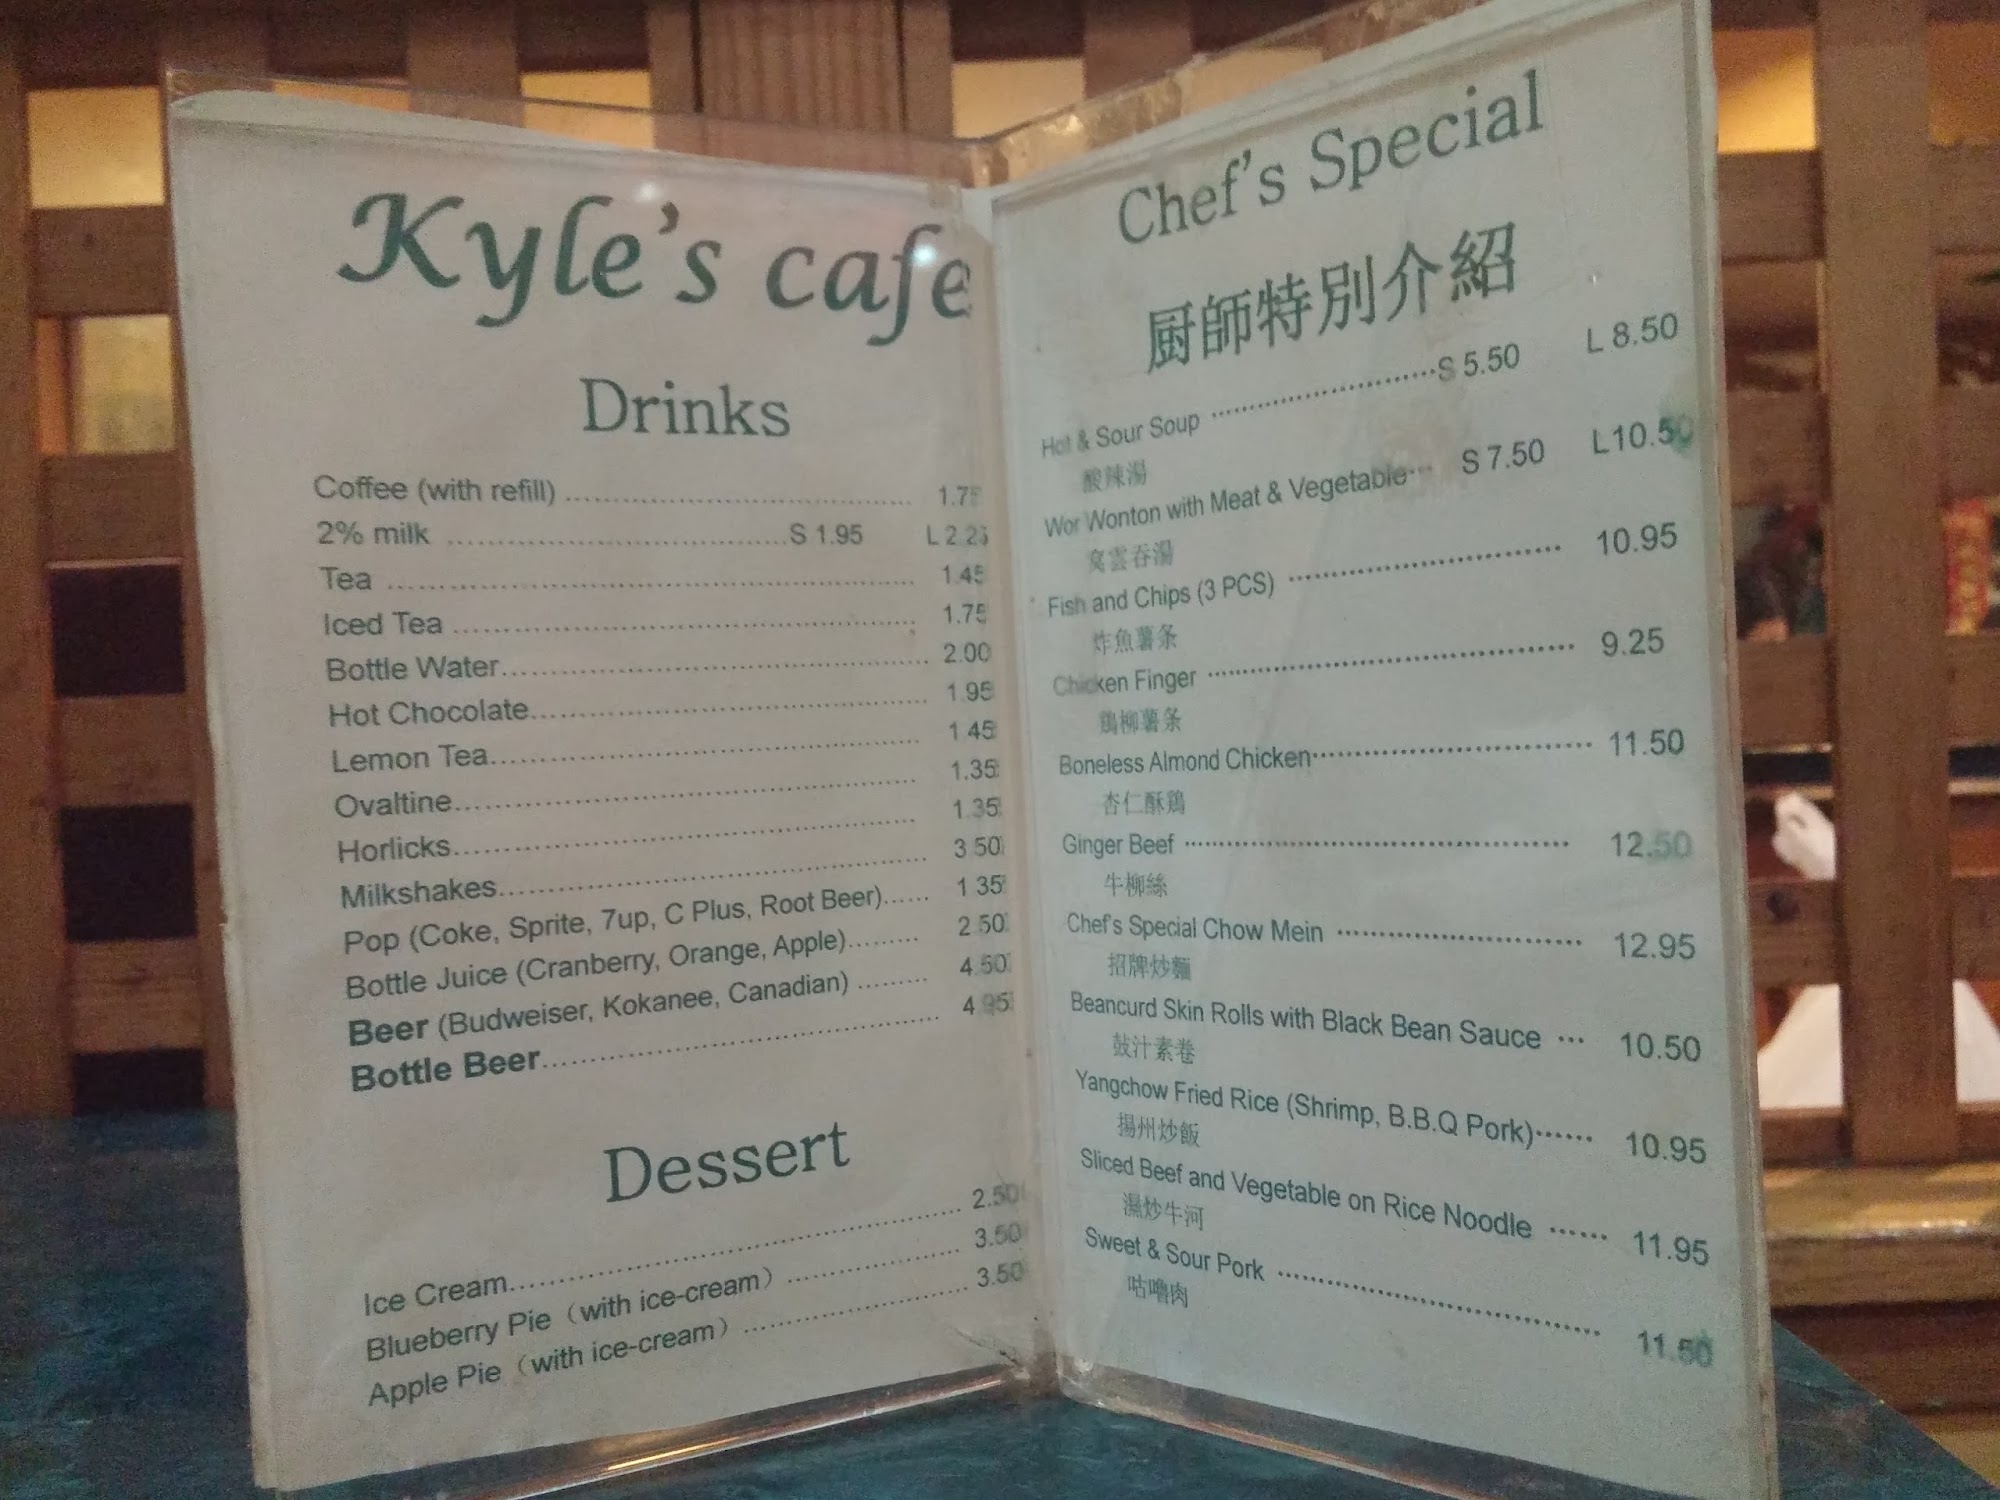 Kyle's cafe
Drinks
Coffee (with refill) ........................................ 1.75
2% milk ........................................S 1.95 L 2.25
Tea ........................................ 1.45
Iced Tea ........................................ 1.75
Bottle Water........................................ 2.00
Hot Chocolate........................................ 1.95
Lemon Tea........................................ 1.45
Ovaltine........................................ 1.35
Horlicks........................................ 1.35
Milkshakes........................................ 3.50
Pop (Coke, Sprite, 7up, C Plus, Root Beer)...... 1.35
Bottle Juice (Cranberry, Orange, Apple)......... 2.50
Beer (Budweiser, Kokanee, Canadian) ......... 4.50
Bottle Beer........................................ 4.95
Dessert
Ice Cream........................................ 2.50
Blueberry Pie（with ice-cream）.................... 3.50
Apple Pie（with ice-cream）........................ 3.50
Chef's Special
厨師特別介紹
Hot & Sour Soup ························S 5.50 L 8.50
酸辣湯
Wor Wonton with Meat & Vegetable··· S 7.50 L10.50
窝雲吞湯
Fish and Chips (3 PCS) ······························ 10.95
炸魚薯条
Chicken Finger ········································ 9.25
鶏柳薯条
Boneless Almond Chicken······························ 11.50
杏仁酥鶏
Ginger Beef ········································ 12.50
牛柳絲
Chef's Special Chow Mein ·························· 12.95
招牌炒麵
Beancurd Skin Rolls with Black Bean Sauce ··· 10.50
鼓汁素卷
Yangchow Fried Rice (Shrimp, B.B.Q Pork)······ 10.95
揚州炒飯
Sliced Beef and Vegetable on Rice Noodle ······ 11.95
濕炒牛河
Sweet & Sour Pork ···································· 11.50
咕嚕肉